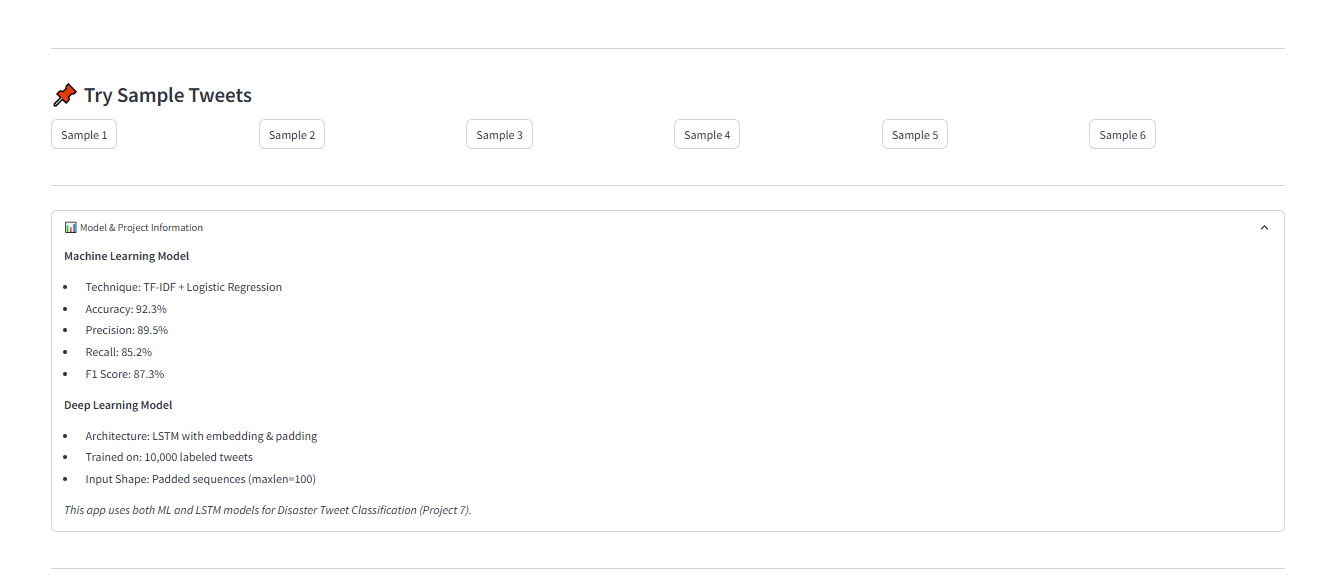 Try Sample Tweets
Sample 1
Sample 2
Sample 3
Sample 4
Sample 5
Sample 6
Model & Project Information
Machine Learning Model
Technique: TF-IDF + Logistic Regression
Accuracy: 92.3%
Precision: 89.5%
Recall: 85.2%
F1 Score: 87.3%
Deep Learning Model
Architecture: LSTM with embedding & padding
Trained on: 10,000 labeled tweets
Input Shape: Padded sequences (maxlen=100)
This app uses both ML and LSTM models for Disaster Tweet Classification (Project 7).